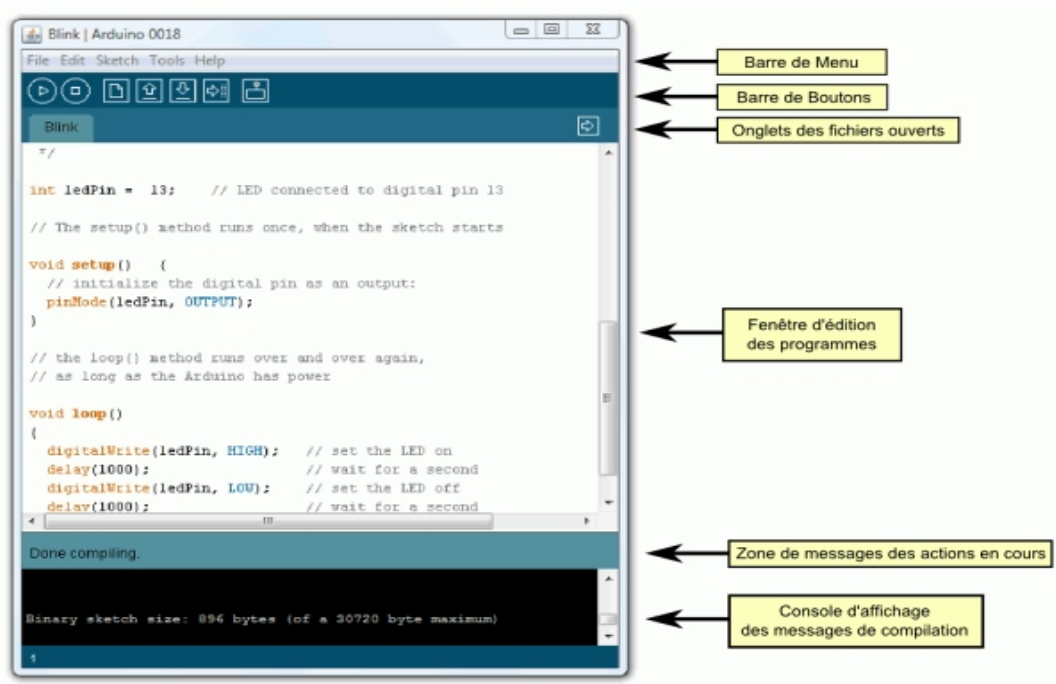 Blink | Arduino 0018
File Edit Sketch Tools Help
Barre de Menu
Barre de Boutons
Blink
Onglets des fichiers ouverts
*/
int ledPin = 13; // LED connected to digital pin 13
// The setup() method runs once, when the sketch starts
void setup() {
// initialize the digital pin as an output:
pinMode(ledPin, OUTPUT);
}
Fenêtre d'édition
des programmes
// the loop() method runs over and over again,
// as long as the Arduino has power
void loop()
{
digitalWrite(ledPin, HIGH); // set the LED on
delay(1000); // wait for a second
digitalWrite(ledPin, LOW); // set the LED off
delay(1000); // wait for a second
Done compiling.
Zone de messages des actions en cours
Binary sketch size: 896 bytes (of a 30720 byte maximum)
Console d'affichage
des messages de compilation
1